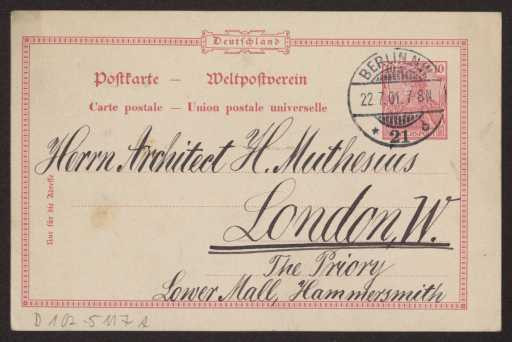 Deutschland
Postkarte — Weltpostverein
Carte postale — Union postale universelle
10
BERLIN N.W.
22.7.01. 7-8N.
* 21 d
Nur für die Adresse
Herrn Architect H. Muthesius
London, W.
The Priory
Lower Mall, Hammersmith
D 102-5117 a